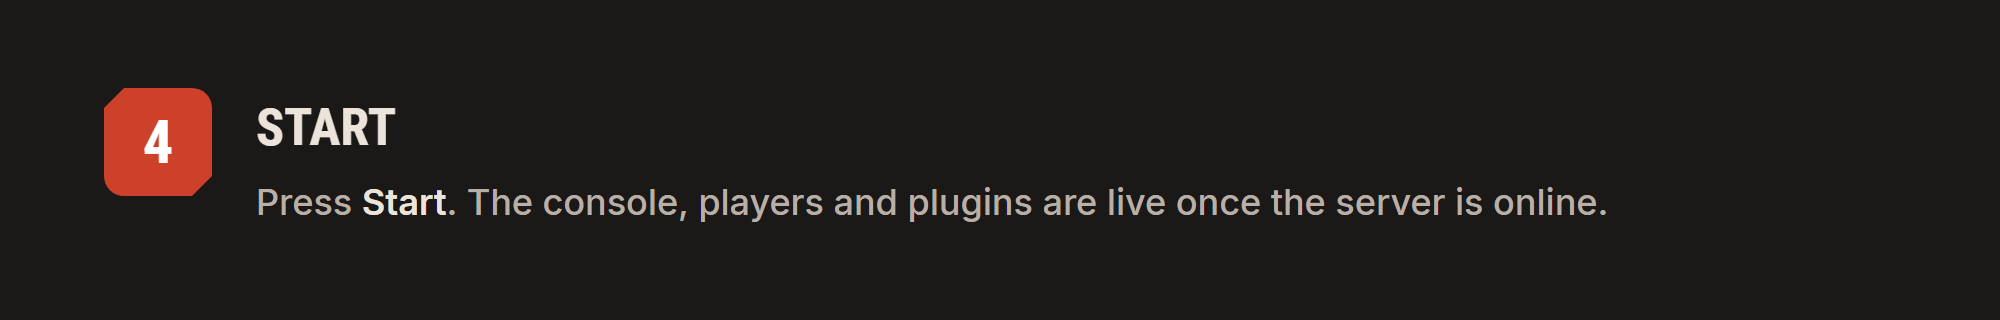 4
START
Press Start. The console, players and plugins are live once the server is online.